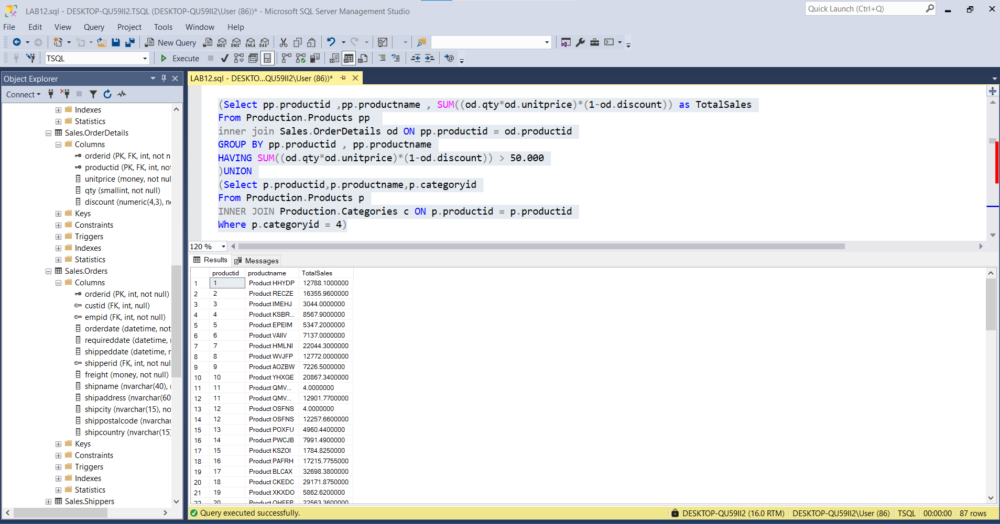 LAB12.sql - DESKTOP-QU59II2.TSQL (DESKTOP-QU59II2\User (86))* - Microsoft SQL Server Management Studio
Quick Launch (Ctrl+Q)
File Edit View Query Project Tools Window Help
New Query MDX DMX XMLA DAX
TSQL Execute
Object Explorer
Connect
Indexes
Statistics
Sales.OrderDetails
Columns
orderid (PK, FK, int, not n
productid (PK, FK, int, not
unitprice (money, not nul
qty (smallint, not null)
discount (numeric(4,3), n
Keys
Constraints
Triggers
Indexes
Statistics
Sales.Orders
Columns
orderid (PK, int, not null)
custid (FK, int, null)
empid (FK, int, not null)
orderdate (datetime, not
requireddate (datetime,
shippeddate (datetime, r
shipperid (FK, int, not nul
freight (money, not null)
shipname (nvarchar(40),
shipaddress (nvarchar(60
shipcity (nvarchar(15), no
shippostalcode (nvarchar
shipcountry (nvarchar(15)
Keys
Constraints
Triggers
Indexes
Statistics
Sales.Shippers
LAB12.sql - DESKTO...QU59II2\User (86))*
(Select pp.productid ,pp.productname , SUM((od.qty*od.unitprice)*(1-od.discount)) as TotalSales
From Production.Products pp
inner join Sales.OrderDetails od ON pp.productid = od.productid
GROUP BY pp.productid , pp.productname
HAVING SUM((od.qty*od.unitprice)*(1-od.discount)) > 50.000
)UNION
(Select p.productid,p.productname,p.categoryid
From Production.Products p
INNER JOIN Production.Categories c ON p.productid = p.productid
Where p.categoryid = 4)
120 %
Results Messages
productid productname TotalSales
1 1 Product HHYDP 12788.1000000
2 2 Product RECZE 16355.9600000
3 3 Product IMEHJ 3044.0000000
4 4 Product KSBR... 8567.9000000
5 5 Product EPEIM 5347.2000000
6 6 Product VAIIV 7137.0000000
7 7 Product HMLNI 22044.3000000
8 8 Product WVJFP 12772.0000000
9 9 Product AOZBW 7226.5000000
10 10 Product YHXGE 20867.3400000
11 11 Product QMV... 4.0000000
12 11 Product QMV... 12901.7700000
13 12 Product OSFNS 4.0000000
14 12 Product OSFNS 12257.6600000
15 13 Product POXFU 4960.4400000
16 14 Product PWCJB 7991.4900000
17 15 Product KSZOI 1784.8250000
18 16 Product PAFRH 17215.7755000
19 17 Product BLCAX 32698.3800000
20 18 Product CKEDC 29171.8750000
21 19 Product XKXDO 5862.6200000
22 20 Product QHFFP 22563.3600000
Query executed successfully.
DESKTOP-QU59II2 (16.0 RTM) DESKTOP-QU59II2\User (86) TSQL 00:00:00 87 rows